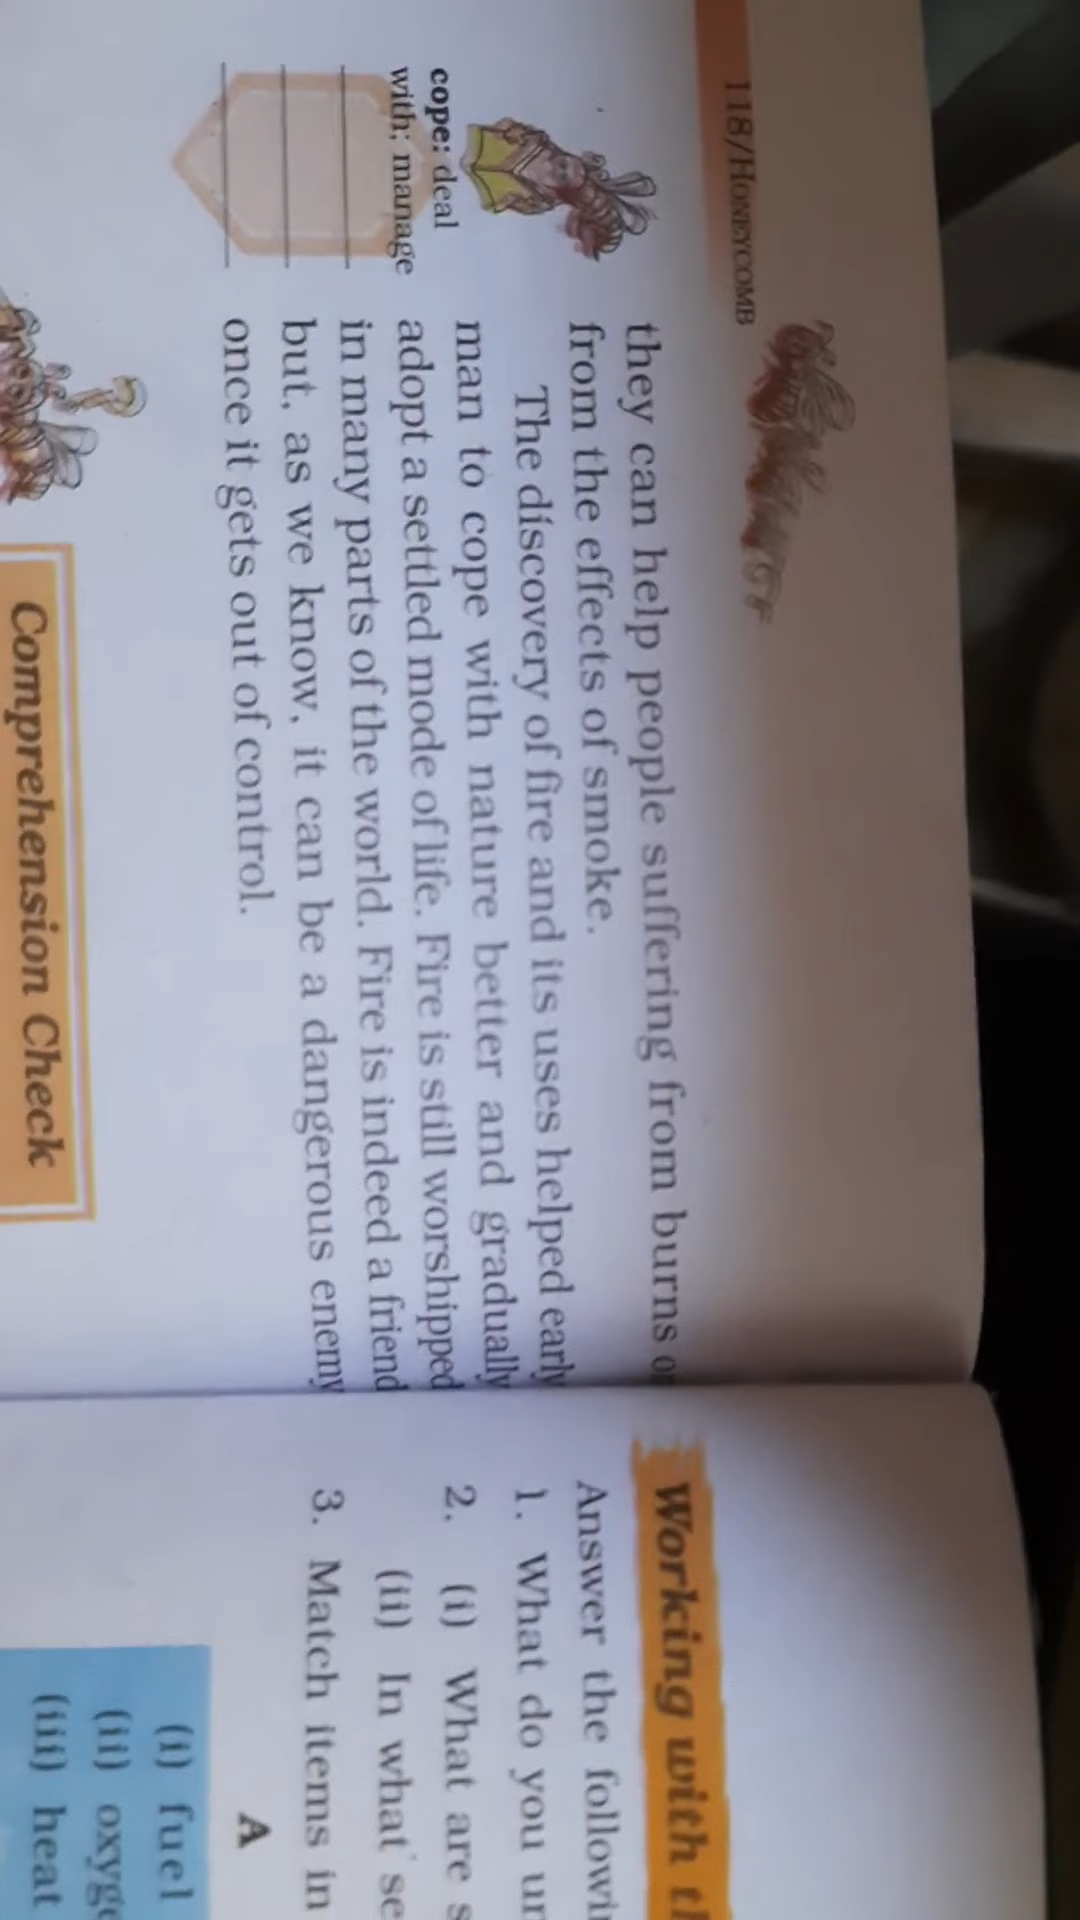 118/HONEYCOMB
they can help people suffering from burns or
from the effects of smoke.
The discovery of fire and its uses helped early
man to cope with nature better and gradually
adopt a settled mode of life. Fire is still worshipped
in many parts of the world. Fire is indeed a friend
but, as we know, it can be a dangerous enemy
once it gets out of control.
cope: deal
with; manage
Comprehension Check
Working with
Answer the
1. What do you
2. (i) What are
(ii) In what
3. Match items in
A
(i) fuel
(ii)
(iii) heat